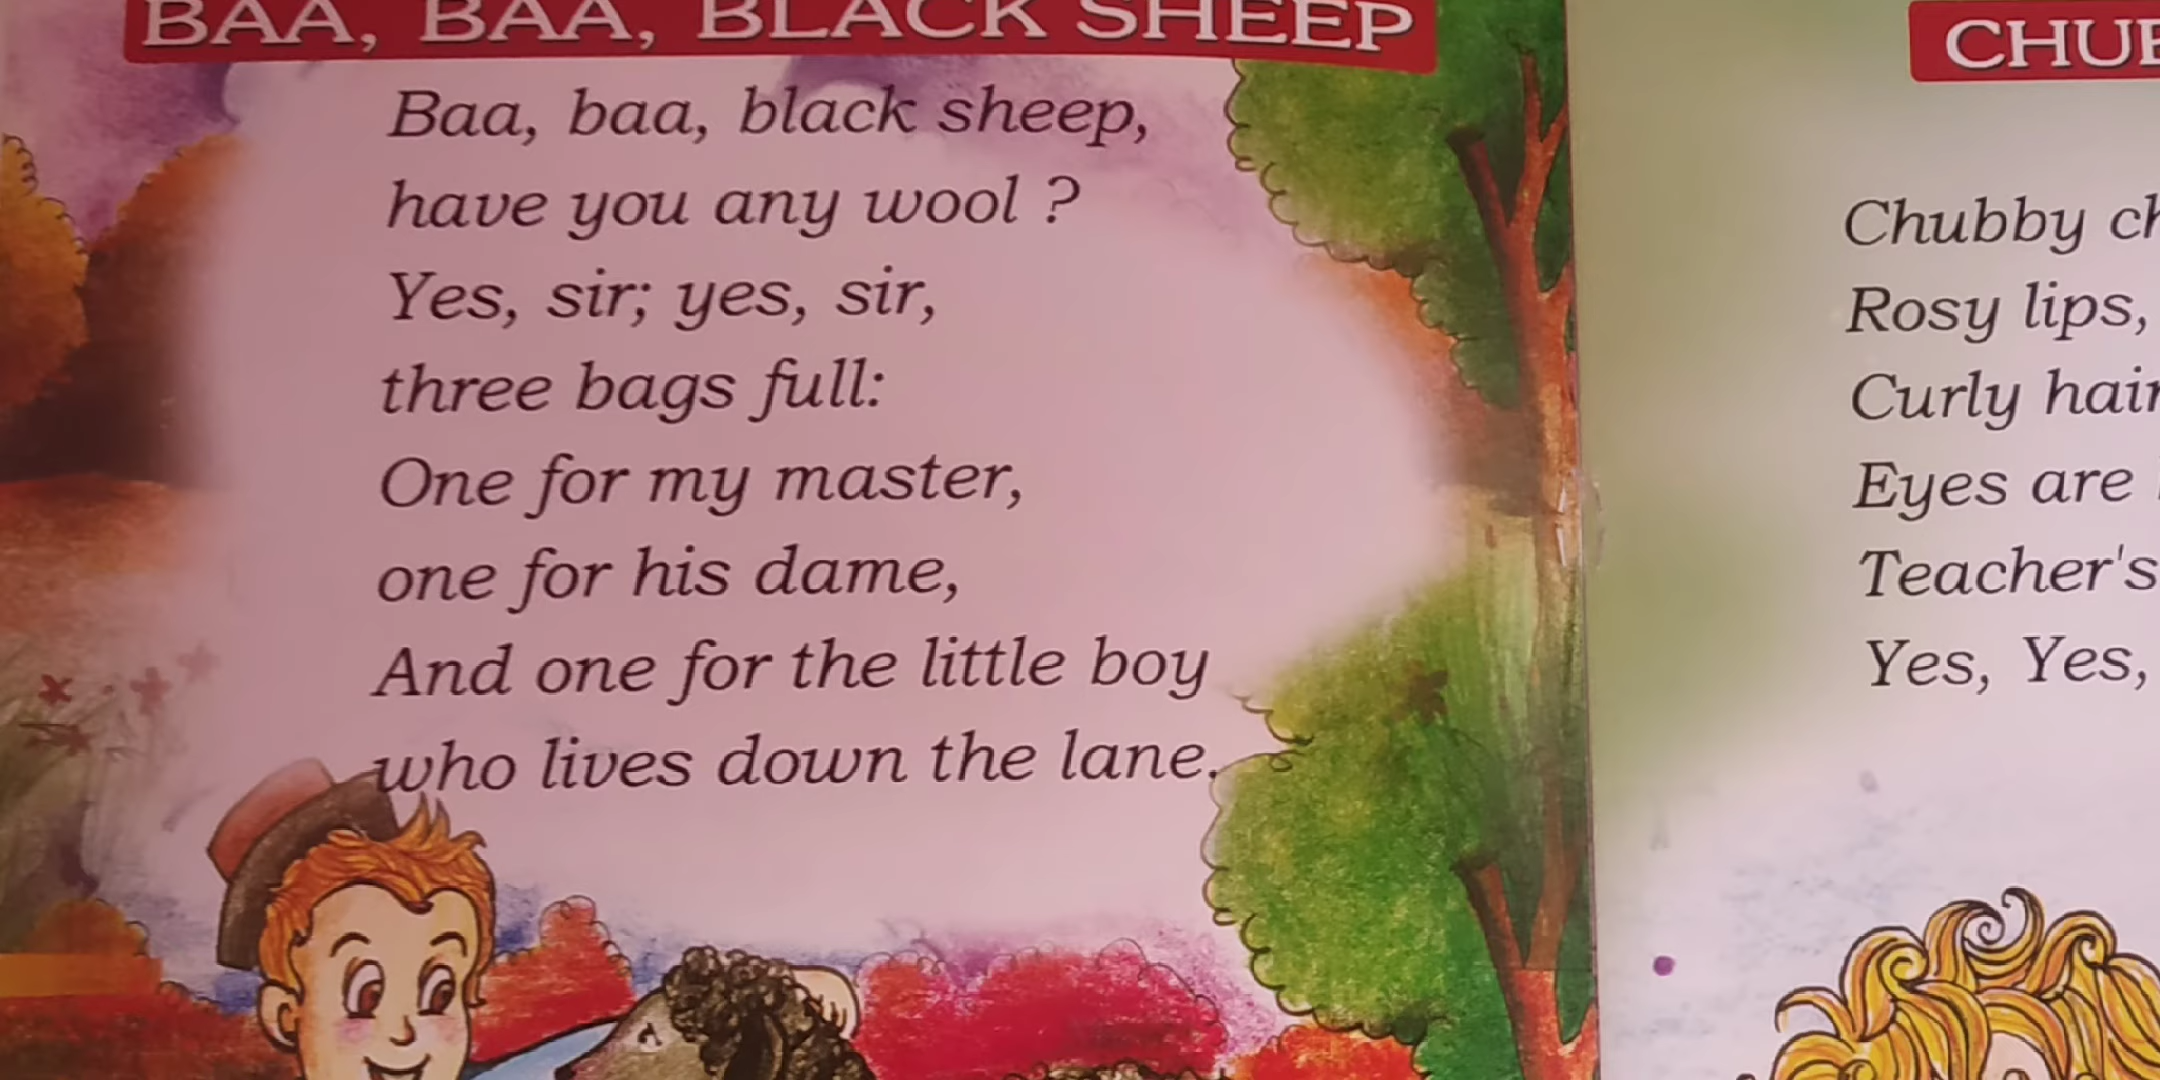 BAA, BAA, BLACK SHEEP
Baa, baa, black sheep,
have you any wool ?
Yes, sir; yes, sir,
three bags full:
One for my master,
one for his dame,
And one for the little boy
who lives down the lane.
Chubby
Rosy lips,
Curly
Eyes are
Teacher's
Yes, Yes,